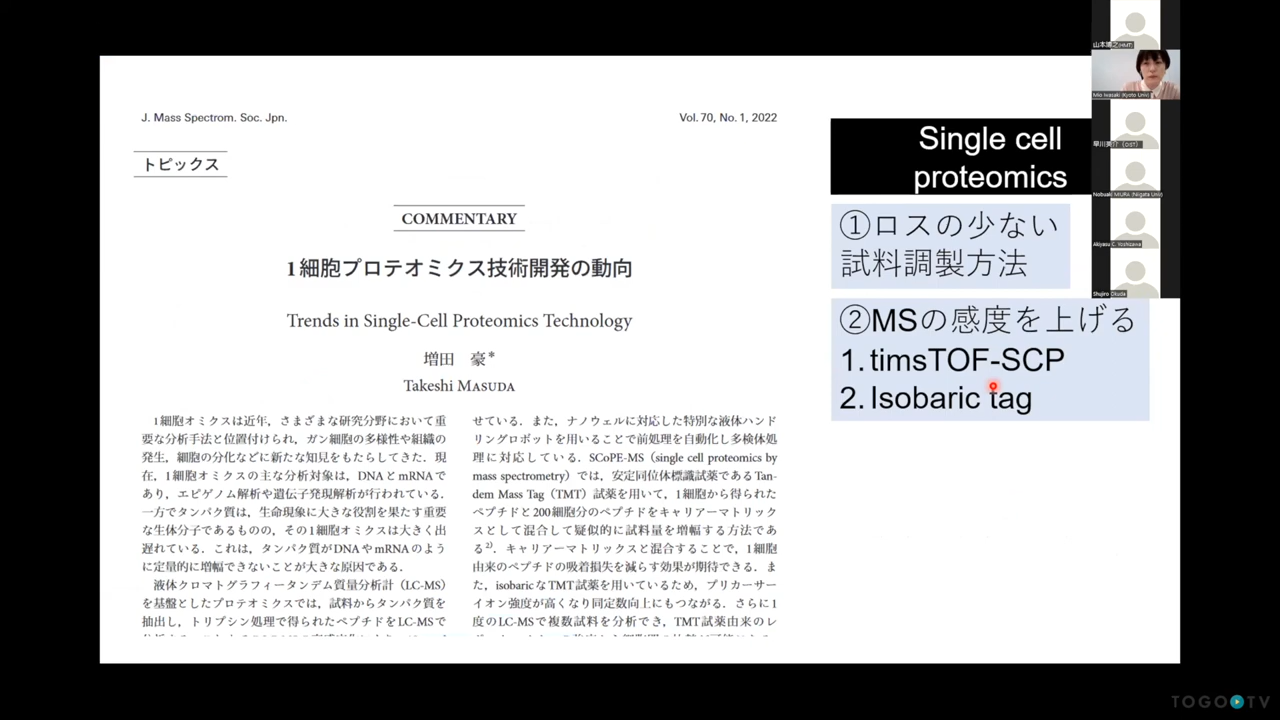 J. Mass Spectrom. Soc. Jpn.
Vol. 70, No. 1, 2022
トピックス
COMMENTARY
1細胞プロテオミクス技術開発の動向
Trends in Single-Cell Proteomics Technology
増田 豪*
Takeshi MASUDA
1細胞オミクスは近年，さまざまな研究分野において重
要な分析手法と位置付けられ，ガン細胞の多様性や組織の
発生，細胞の分化などに新たな知見をもたらしてきた．現
在，1細胞オミクスの主な分析対象は，DNAとmRNAで
あり，エピゲノム解析や遺伝子発現解析が行われている．
一方でタンパク質は，生命現象に大きな役割を果たす重要
な生体分子であるものの，その1細胞オミクスは大きく出
遅れている．これは，タンパク質がDNAやmRNAのよう
に定量的に増幅できないことが大きな原因である．
液体クロマトグラフィータンデム質量分析計（LC-MS）
を基盤としたプロテオミクスでは，試料からタンパク質を
抽出し，トリプシン処理で得られたペプチドをLC-MSで
せている．また，ナノウェルに対応した特別な液体ハンド
リングロボットを用いることで前処理を自動化し多検体処
理に対応している．SCoPE-MS（single cell proteomics by
mass spectrometry）では，安定同位体標識試薬であるTan-
dem Mass Tag（TMT）試薬を用いて，1細胞から得られた
ペプチドと200細胞分のペプチドをキャリアーマトリック
スとして混合して疑似的に試料量を増幅する方法であ
る2)．キャリアーマトリックスと混合することで，1細胞
由来のペプチドの吸着損失を減らす効果が期待できる．ま
た，isobaricなTMT試薬を用いているため，プリカーサー
イオン強度が高くなり同定数向上にもつながる．さらに1
度のLC-MSで複数試料を分析でき，TMT試薬由来のレ
Single cell
proteomics
①ロスの少ない
試料調製方法
②MSの感度を上げる
1. timsTOF-SCP
2. Isobaric tag
山本博之(HMT)
Mio Iwasaki (Kyoto Univ)
早川英介（OIST）
Nobuaki MIURA (Niigata Univ)
Akiyasu C. Yoshizawa
Shujiro Okuda
TOGO TV